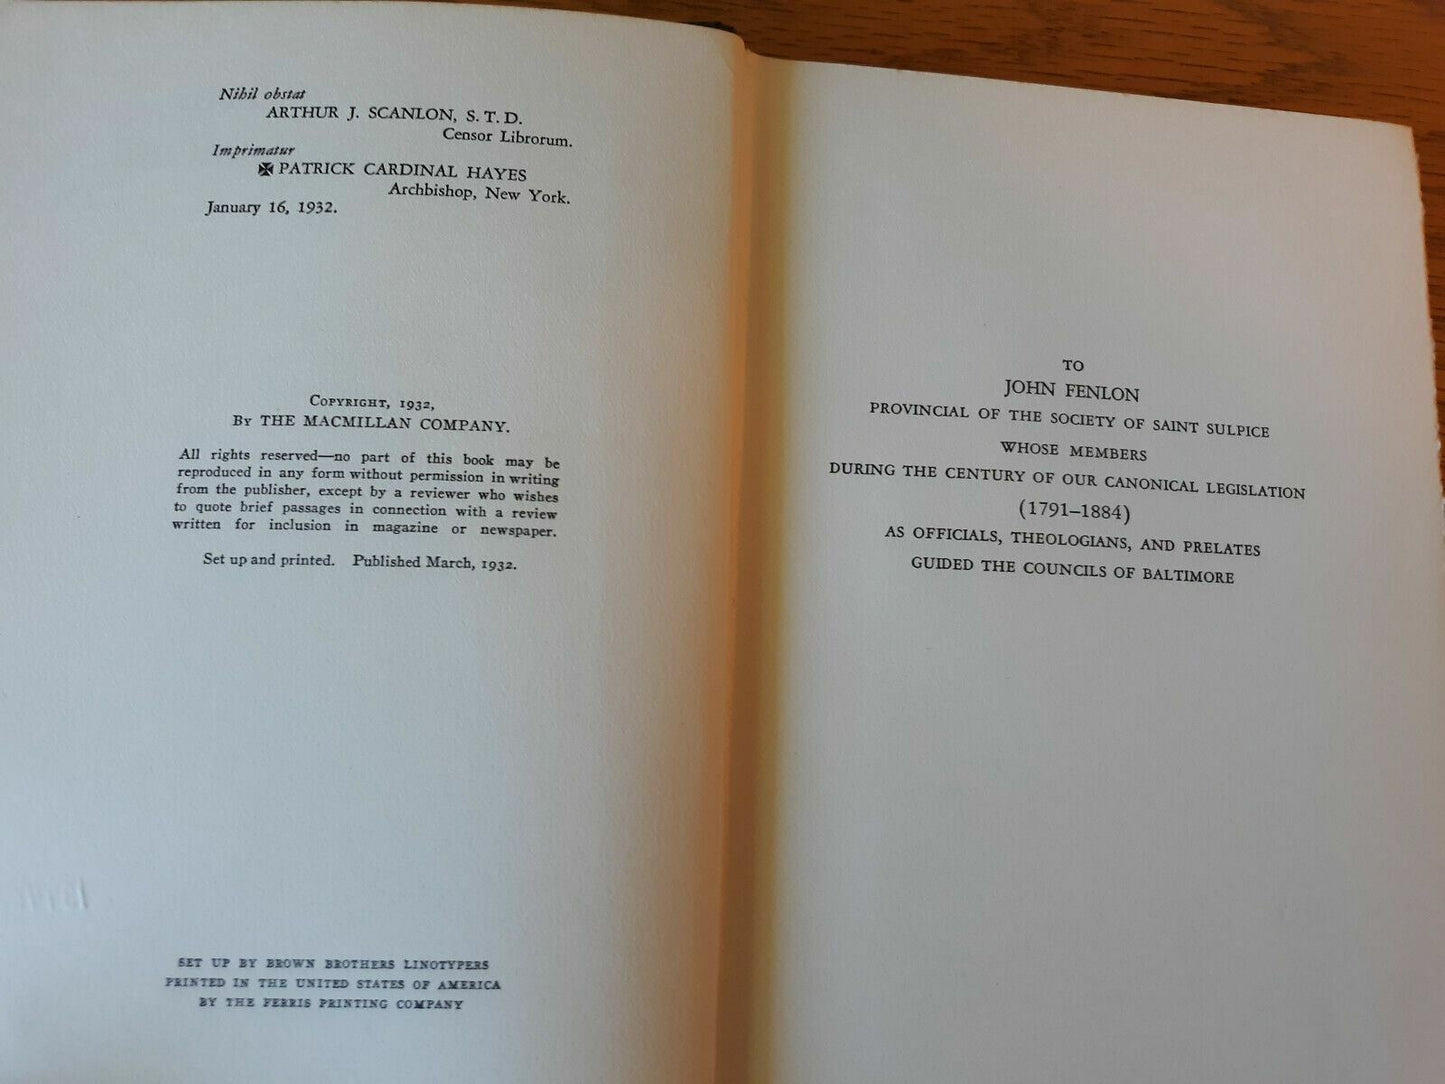 Nihil obstat
ARTHUR J. SCANLON, S. T. D.
Censor Librorum.
Imprimatur
✠ PATRICK CARDINAL HAYES
Archbishop, New York.
January 16, 1932.
COPYRIGHT, 1932,
BY THE MACMILLAN COMPANY.
All rights reserved—no part of this book may be
reproduced in any form without permission in writing
from the publisher, except by a reviewer who wishes
to quote brief passages in connection with a review
written for inclusion in magazine or newspaper.
Set up and printed. Published March, 1932.
SET UP BY BROWN BROTHERS LINOTYPERS
PRINTED IN THE UNITED STATES OF AMERICA
BY THE FERRIS PRINTING COMPANY
TO
JOHN FENLON
PROVINCIAL OF THE SOCIETY OF SAINT SULPICE
WHOSE MEMBERS
DURING THE CENTURY OF OUR CANONICAL LEGISLATION
(1791–1884)
AS OFFICIALS, THEOLOGIANS, AND PRELATES
GUIDED THE COUNCILS OF BALTIMORE